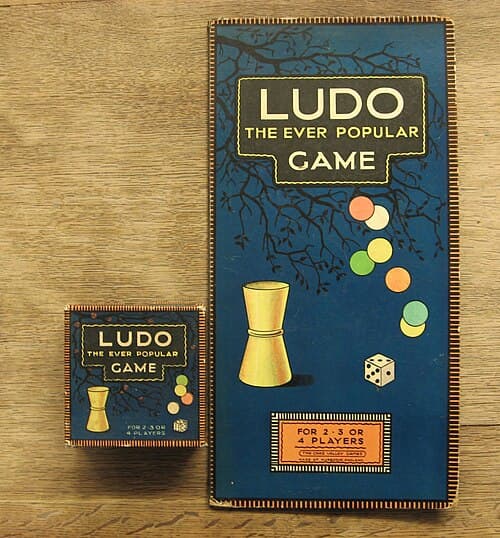 LUDO
THE EVER POPULAR
GAME
FOR 2 · 3 OR
4 PLAYERS
LUDO
THE EVER POPULAR
GAME
FOR 2 · 3 OR
4 PLAYERS